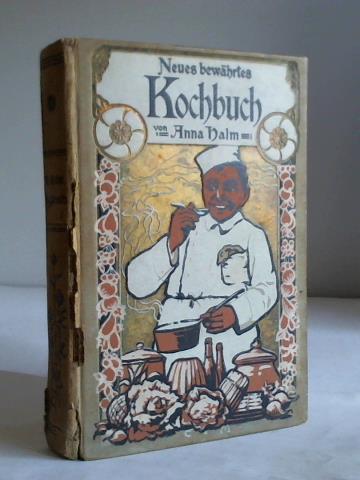 Neues bewährtes
Kochbuch
von Anna Halm